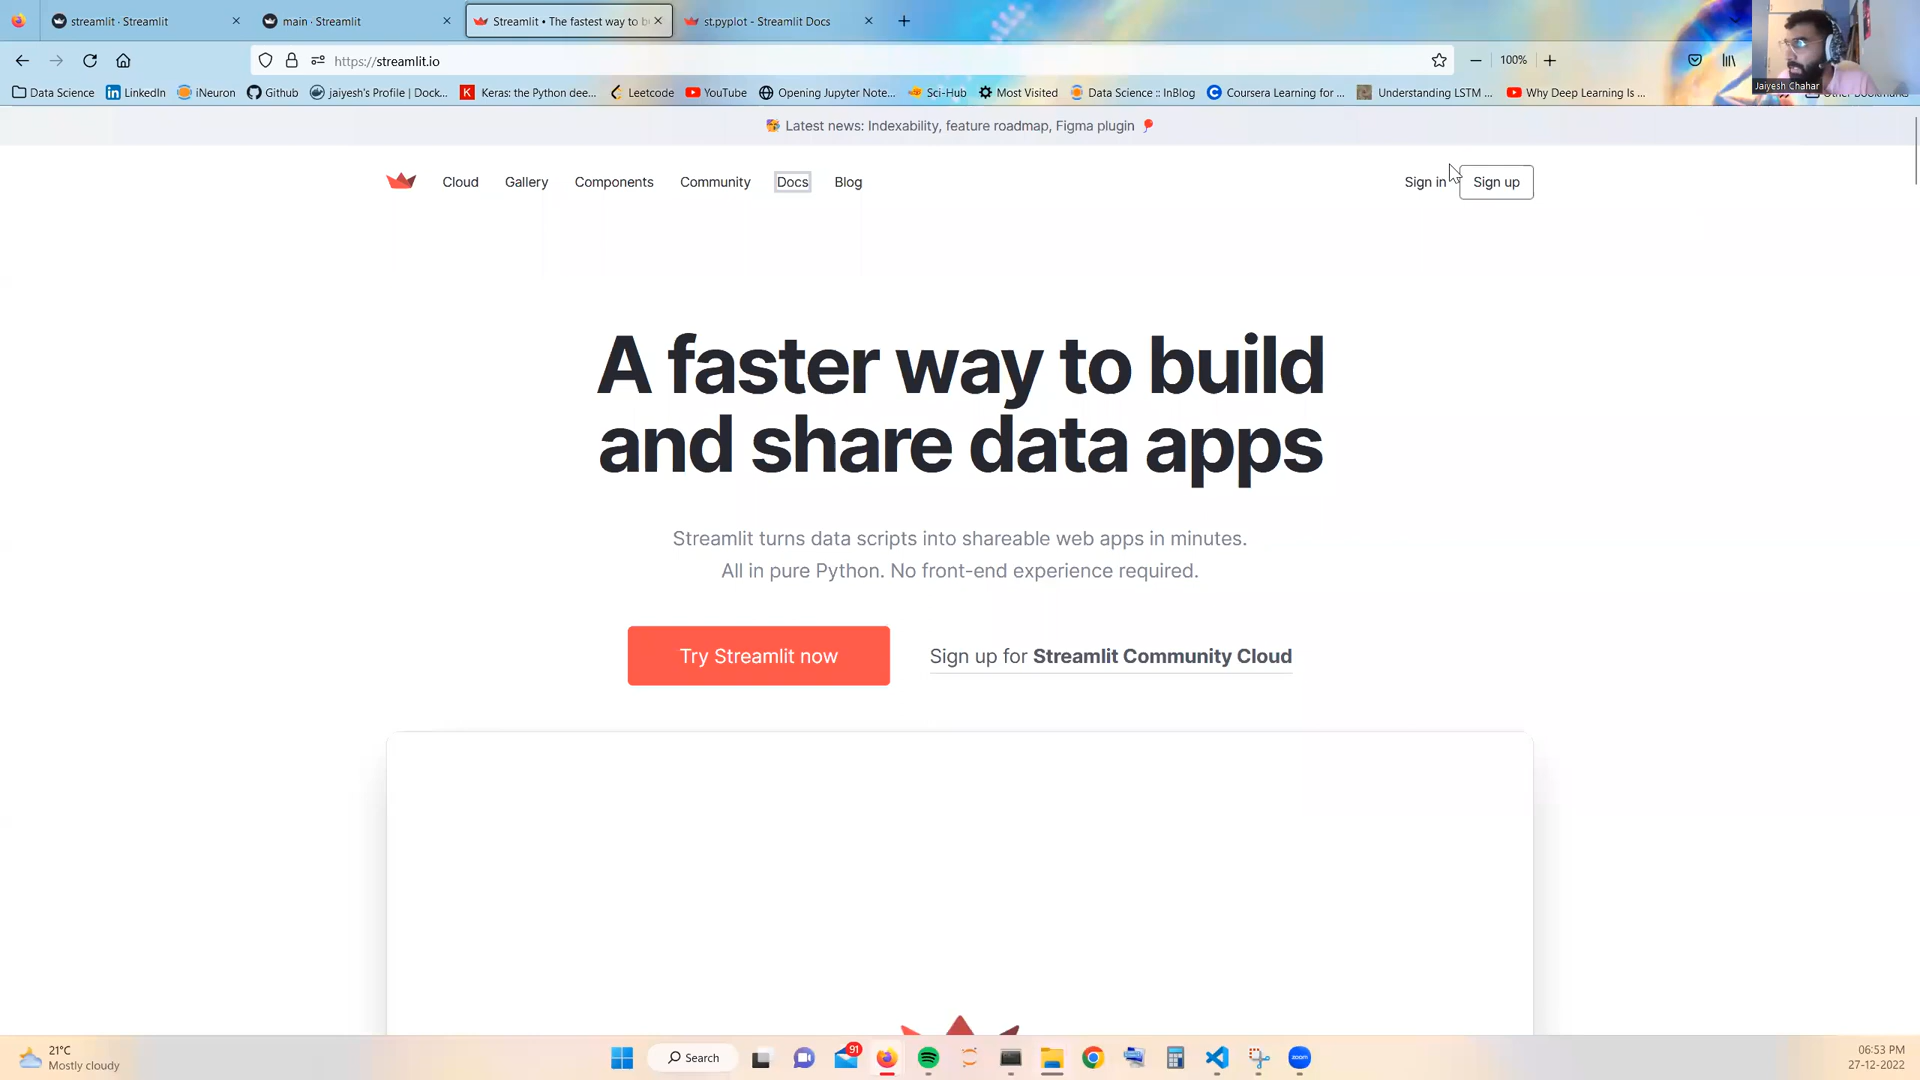 streamlit · Streamlit
main · Streamlit
Streamlit • The fastest way to b
st.pyplot - Streamlit Docs
https://streamlit.io
100%
Jaiyesh Chahar
Data Science
LinkedIn
iNeuron
Github
jaiyesh's Profile | Dock...
Keras: the Python dee...
Leetcode
YouTube
Opening Jupyter Note...
Sci-Hub
Most Visited
Data Science :: InBlog
Coursera Learning for ...
Understanding LSTM ...
Why Deep Learning Is ...
Latest news: Indexability, feature roadmap, Figma plugin
Cloud
Gallery
Components
Community
Docs
Blog
Sign in
Sign up
A faster way to build
and share data apps
Streamlit turns data scripts into shareable web apps in minutes.
All in pure Python. No front-end experience required.
Try Streamlit now
Sign up for Streamlit Community Cloud
21°C
Mostly cloudy
Search
91
zoom
06:53 PM
27-12-2022